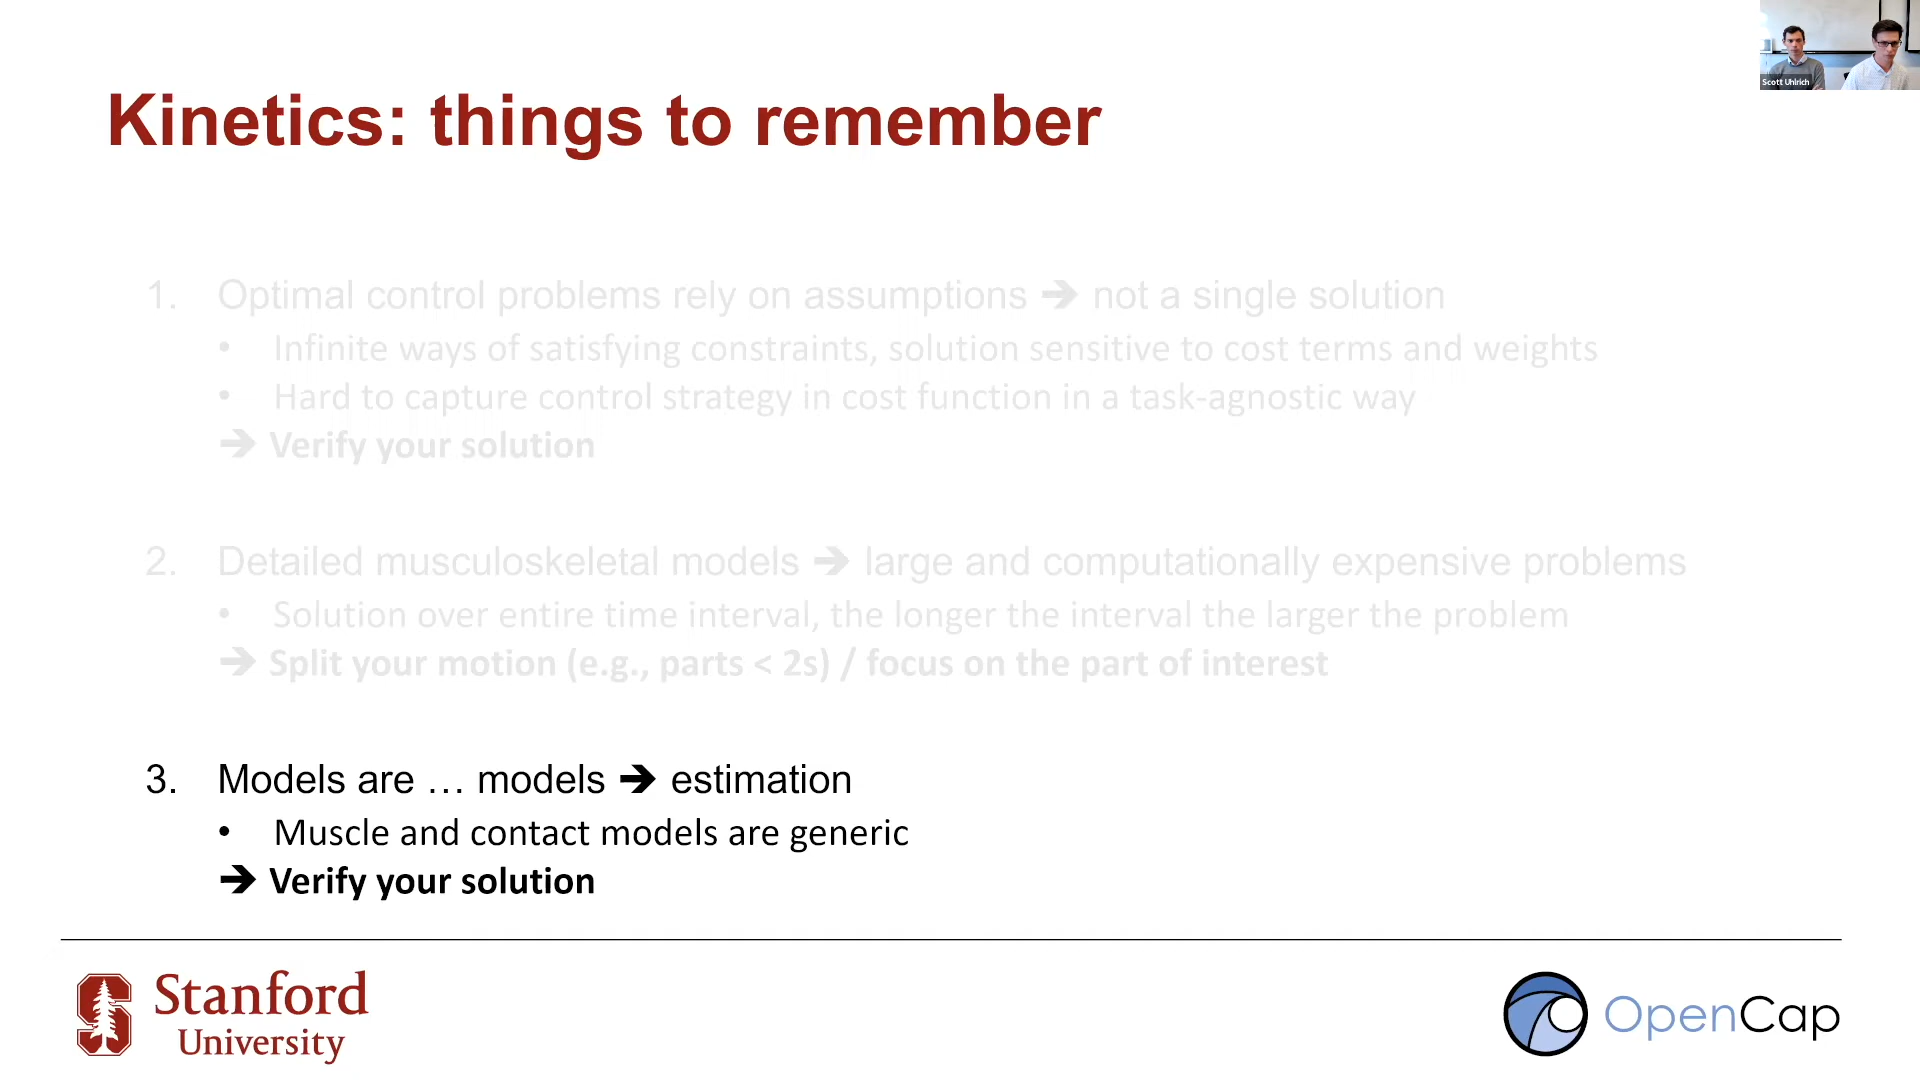 Scott Uhlrich
Kinetics: things to remember
1. Optimal control problems rely on assumptions ➔ not a single solution
• Infinite ways of satisfying constraints, solution sensitive to cost terms and weights
• Hard to capture control strategy in cost function in a task-agnostic way
➔ Verify your solution
2. Detailed musculoskeletal models ➔ large and computationally expensive problems
• Solution over entire time interval, the longer the interval the larger the problem
➔ Split your motion (e.g., parts < 2s) / focus on the part of interest
3. Models are … models ➔ estimation
• Muscle and contact models are generic
➔ Verify your solution
Stanford
University
OpenCap